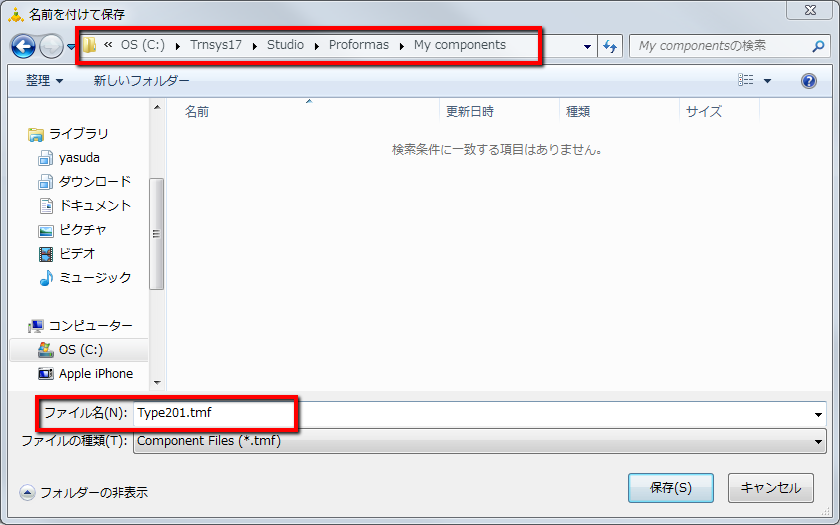 名前を付けて保存
« OS (C:) ▸ Trnsys17 ▸ Studio ▸ Proformas ▸ My components
My componentsの検索
整理 ▼ 新しいフォルダー
名前 更新日時 種類 サイズ
検索条件に一致する項目はありません。
ライブラリ
yasuda
ダウンロード
ドキュメント
ピクチャ
ビデオ
ミュージック
コンピューター
OS (C:)
Apple iPhone
ファイル名(N): Type201.tmf
ファイルの種類(T): Component Files (*.tmf)
フォルダーの非表示
保存(S) キャンセル